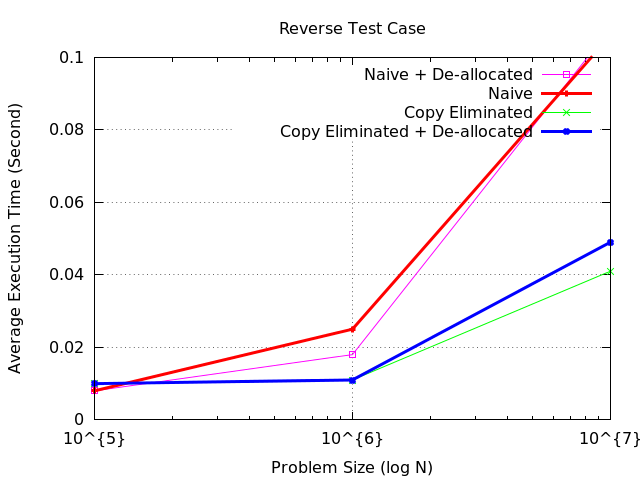 Reverse Test Case
0.1
0.08
0.06
0.04
0.02
0
Average Execution Time (Second)
Naive + De-allocated
Naive
Copy Eliminated
Copy Eliminated + De-allocated
10^{5}
10^{6}
10^{7}
Problem Size (log N)